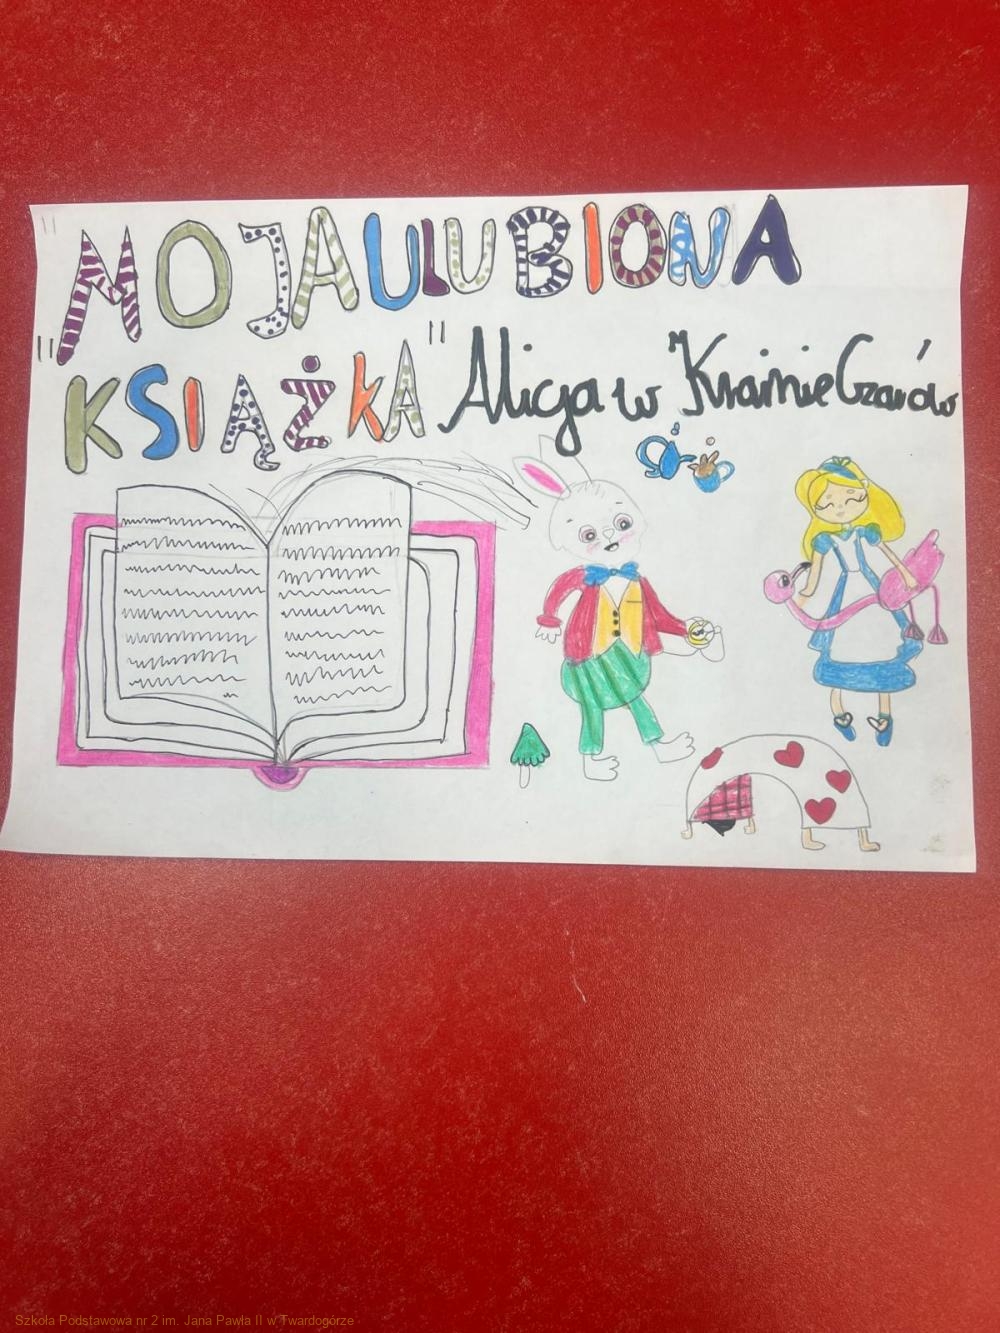 "MOJA ULUBIONA
"KSIĄŻKA" Alicja w Krainie Czarów
Szkoła Podstawowa nr 2 im. Jana Pawła II w Twardogórze